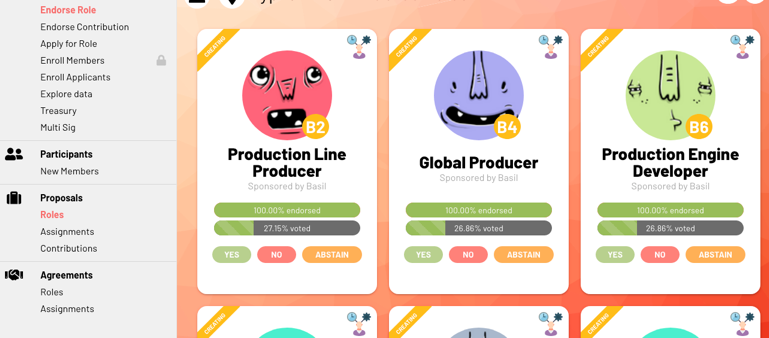 Endorse Role
Endorse Contribution
Apply for Role
Enroll Members
Enroll Applicants
Explore data
Treasury
Multi Sig
Participants
New Members
Proposals
Roles
Assignments
Contributions
Agreements
Roles
Assignments
CREATING
B2
Production Line
Producer
Sponsored by Basil
100.00% endorsed
27.15% voted
YES NO ABSTAIN
CREATING
B4
Global Producer
Sponsored by Basil
100.00% endorsed
26.86% voted
YES NO ABSTAIN
CREATING
B6
Production Engine
Developer
Sponsored by Basil
100.00% endorsed
26.86% voted
YES NO ABSTAIN
CREATING
CREATING
CREATING